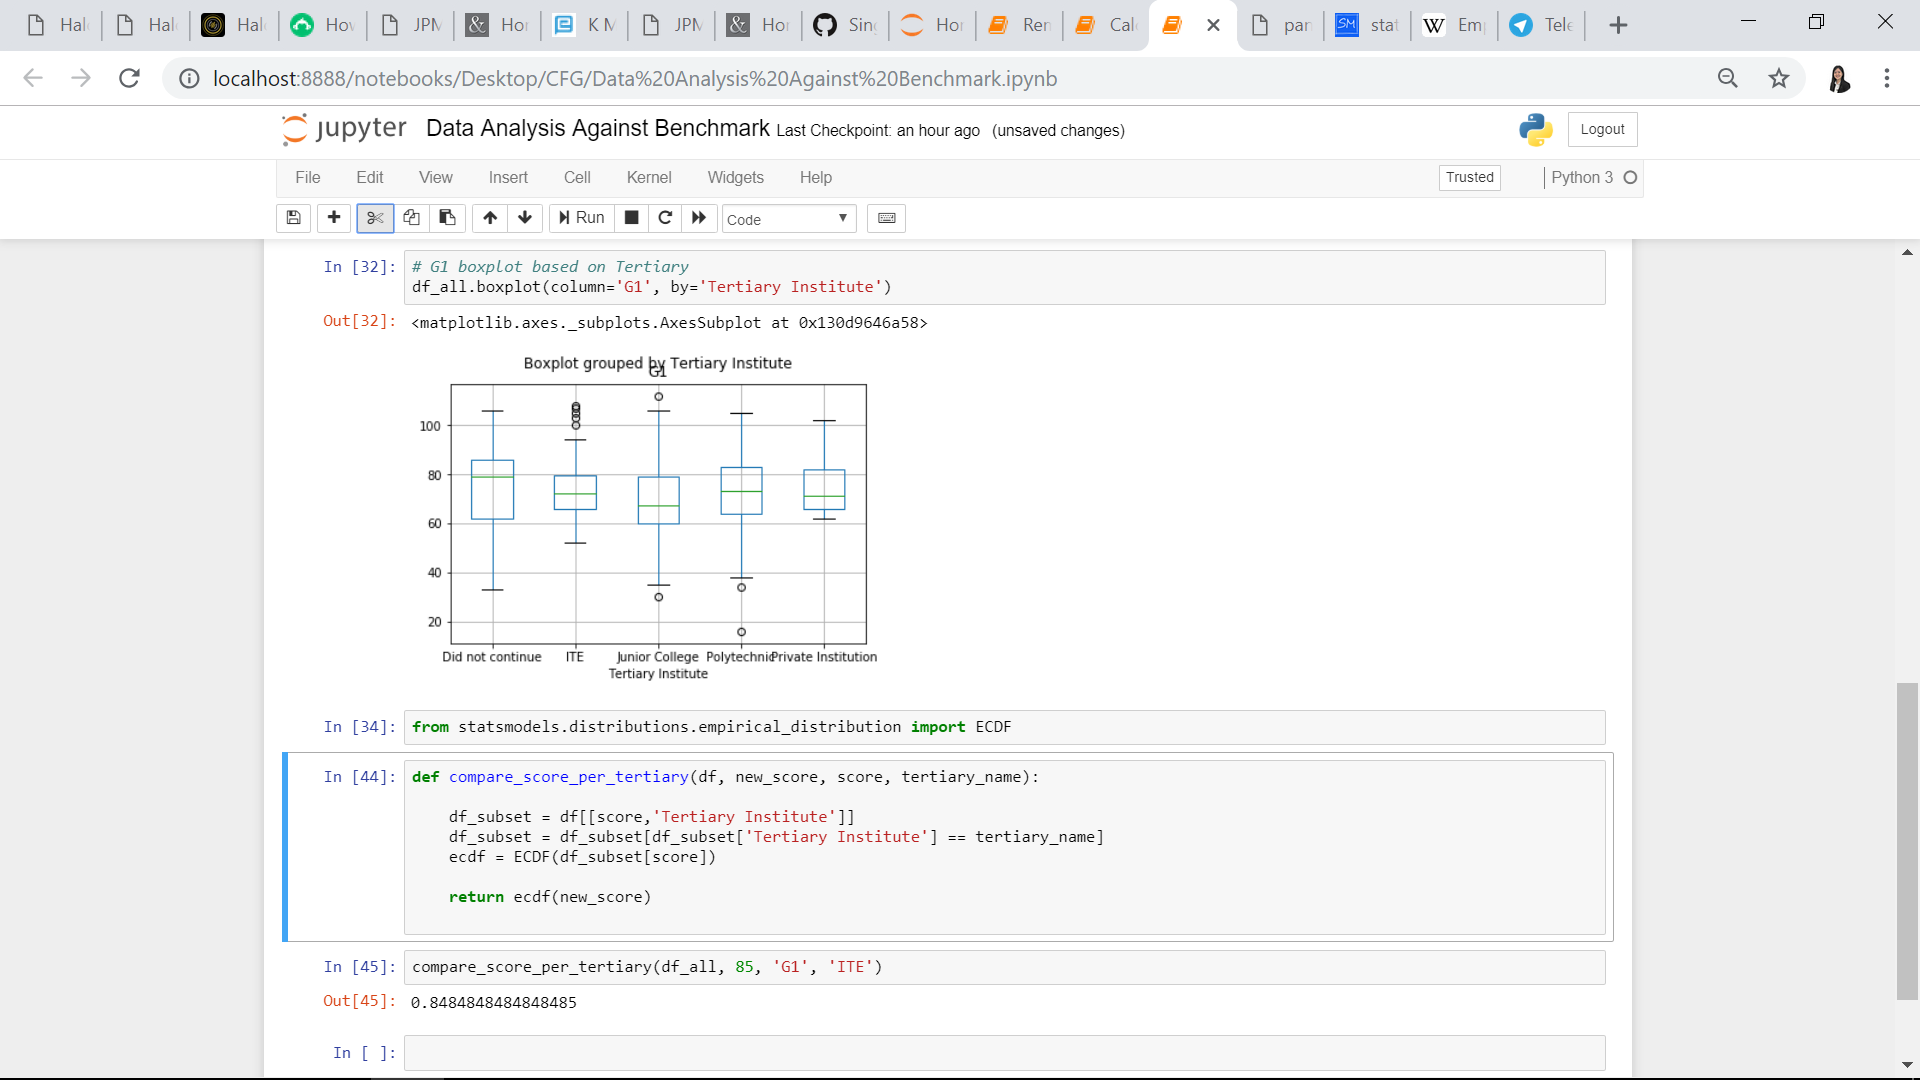 Hal Hal Hal Hov JPM Hor K M JPM Hor Sin Hor Ren Cal pan SM stat W Em Tele
localhost:8888/notebooks/Desktop/CFG/Data%20Analysis%20Against%20Benchmark.ipynb
jupyter Data Analysis Against Benchmark Last Checkpoint: an hour ago (unsaved changes)
Logout
File Edit View Insert Cell Kernel Widgets Help Trusted Python 3
Run Code
In [32]: # G1 boxplot based on Tertiary
df_all.boxplot(column='G1', by='Tertiary Institute')
Out[32]: <matplotlib.axes._subplots.AxesSubplot at 0x130d9646a58>
Boxplot grouped by Tertiary Institute
G1
100
80
60
40
20
Did not continue ITE Junior College Polytechnic Private Institution
Tertiary Institute
In [34]: from statsmodels.distributions.empirical_distribution import ECDF
In [44]: def compare_score_per_tertiary(df, new_score, score, tertiary_name):
df_subset = df[[score,'Tertiary Institute']]
df_subset = df_subset[df_subset['Tertiary Institute'] == tertiary_name]
ecdf = ECDF(df_subset[score])
return ecdf(new_score)
In [45]: compare_score_per_tertiary(df_all, 85, 'G1', 'ITE')
Out[45]: 0.8484848484848485
In [ ]: